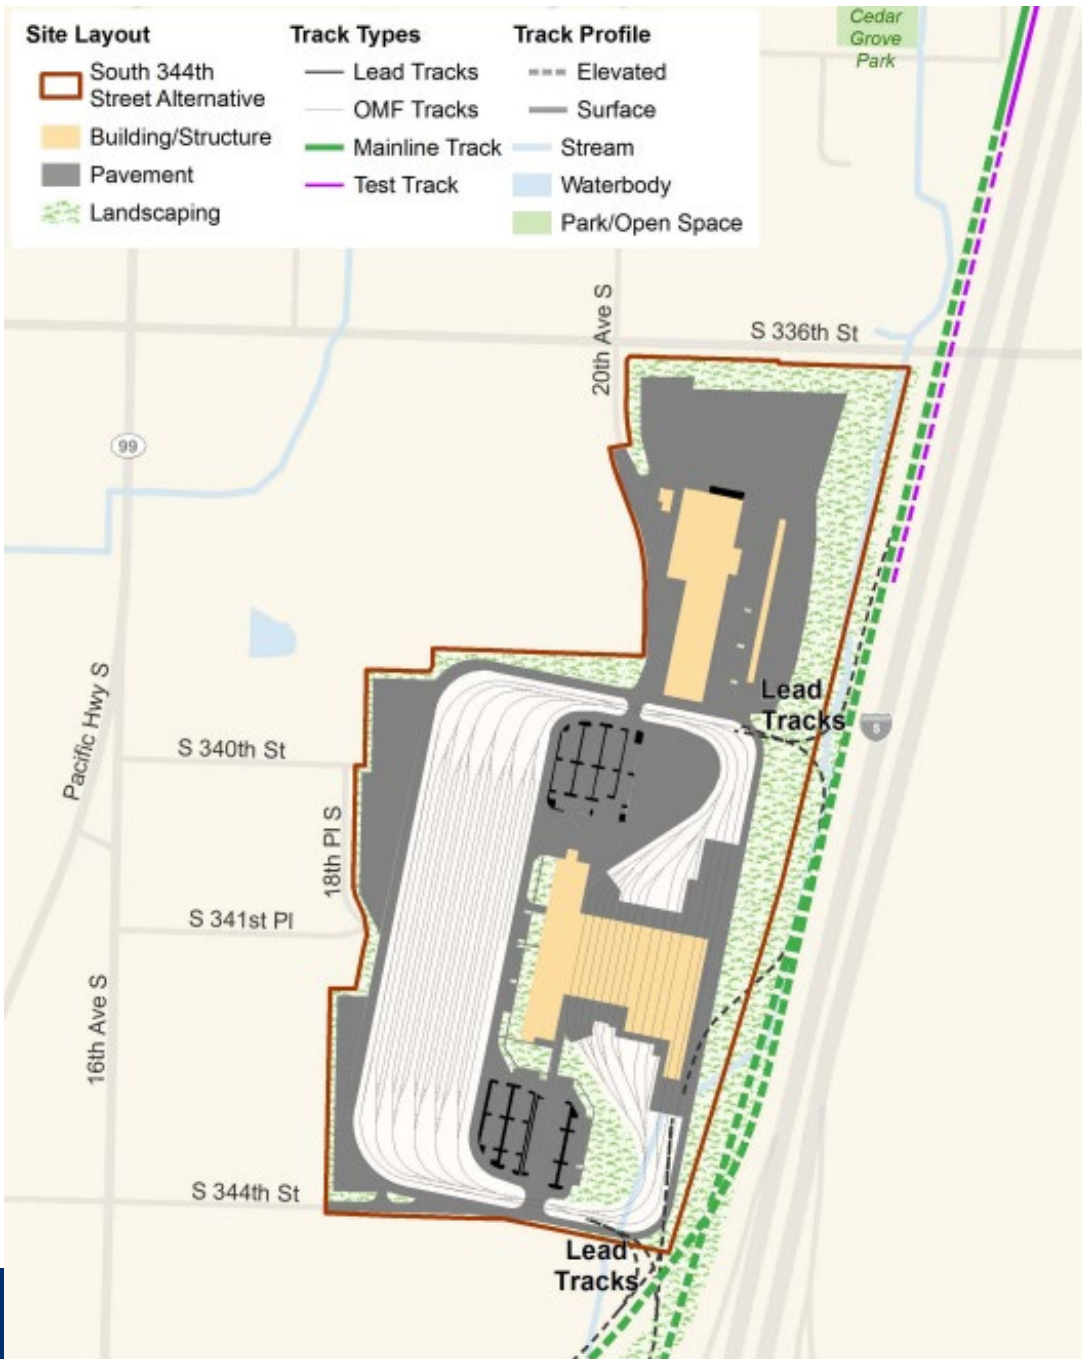 Site Layout
South 344th
Street Alternative
Building/Structure
Pavement
Landscaping
Track Types
Lead Tracks
OMF Tracks
Mainline Track
Test Track
Track Profile
Elevated
Surface
Stream
Waterbody
Park/Open Space
Cedar
Grove
Park
S 336th St
20th Ave S
99
Pacific Hwy S
Lead
Tracks
5
S 340th St
18th Pl S
S 341st Pl
16th Ave S
S 344th St
Lead
Tracks